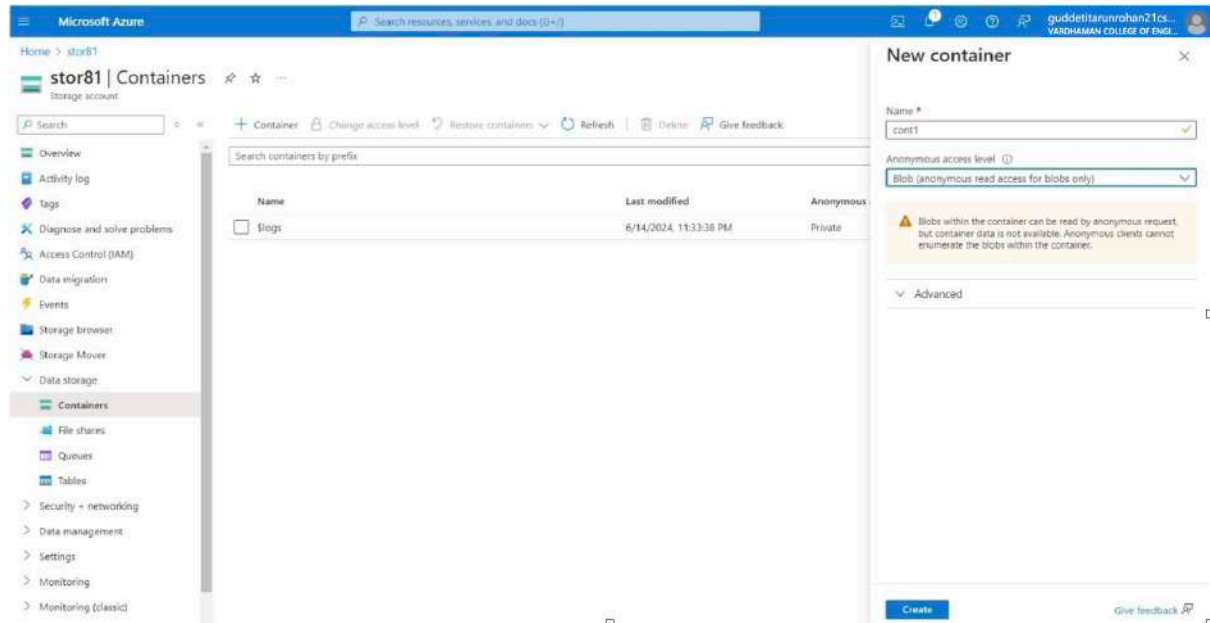 Microsoft Azure
Search resources, services, and docs (G+/)
guddetitarunrohan21cs...
VARDHAMAN COLLEGE OF ENGI...
Home > stor81
stor81 | Containers
Storage account
Search
Overview
Activity log
Tags
Diagnose and solve problems
Access Control (IAM)
Data migration
Events
Storage browser
Storage Mover
Data storage
Containers
File shares
Queues
Tables
Security + networking
Data management
Settings
Monitoring
Monitoring (classic)
+ Container Change access level Restore containers Refresh Delete Give feedback
Search containers by prefix
Name Last modified Anonymous
$logs 6/14/2024, 11:33:38 PM Private
New container
Name *
cont1
Anonymous access level
Blob (anonymous read access for blobs only)
Blobs within the container can be read by anonymous request,
but container data is not available. Anonymous clients cannot
enumerate the blobs within the container.
Advanced
Create
Give feedback